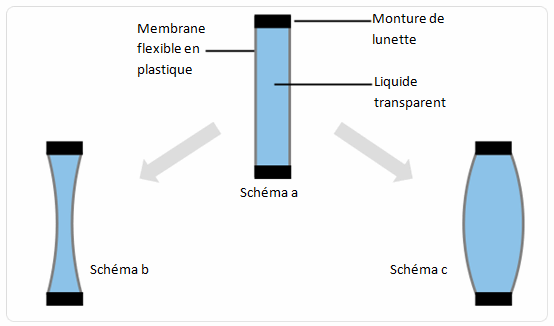 Membrane
flexible en
plastique
Monture de
lunette
Liquide
transparent
Schéma a
Schéma b
Schéma c